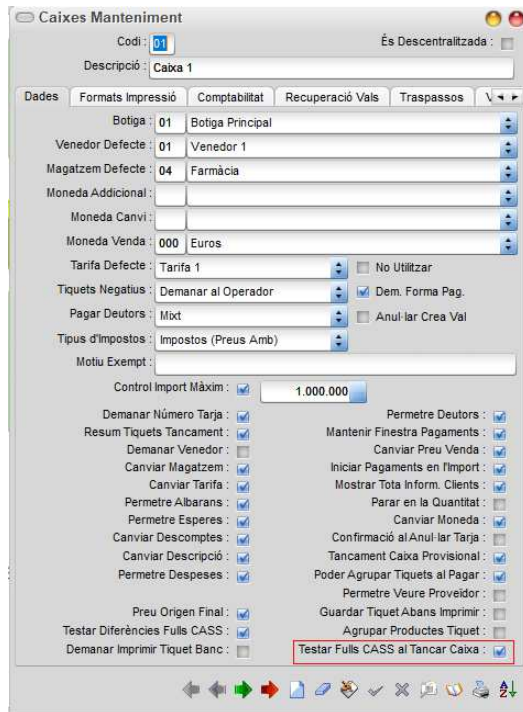 Caixes Manteniment
Codi : 01 És Descentralitzada :
Descripció : Caixa 1
Dades Formats Impressió Comptabilitat Recuperació Vals Traspassos
Botiga : 01 Botiga Principal
Venedor Defecte : 01 Venedor 1
Magatzem Defecte : 04 Farmàcia
Moneda Addicional :
Moneda Canvi :
Moneda Venda : 000 Euros
Tarifa Defecte : Tarifa 1 No Utilitzar
Tiquets Negatius : Demanar al Operador Dem. Forma Pag.
Pagar Deutors : Mixt Anul·lar Crea Val
Tipus d'Impostos : Impostos (Preus Amb)
Motiu Exempt :
Control Import Màxim : 1.000.000
Demanar Número Tarja : Permetre Deutors :
Resum Tiquets Tancament : Mantenir Finestra Pagaments :
Demanar Venedor : Canviar Preu Venda :
Canviar Magatzem : Iniciar Pagaments en l'Import :
Canviar Tarifa : Mostrar Tota Inform. Clients :
Permetre Albarans : Parar en la Quantitat :
Permetre Esperes : Canviar Moneda :
Canviar Descomptes : Confirmació al Anul·lar Tarja :
Canviar Descripció : Tancament Caixa Provisional :
Permetre Despeses : Poder Agrupar Tiquets al Pagar :
Permetre Veure Proveïdor :
Preu Origen Final : Guardar Tiquet Abans Imprimir :
Testar Diferències Fulls CASS : Agrupar Productes Tiquet :
Demanar Imprimir Tiquet Banc : Testar Fulls CASS al Tancar Caixa :